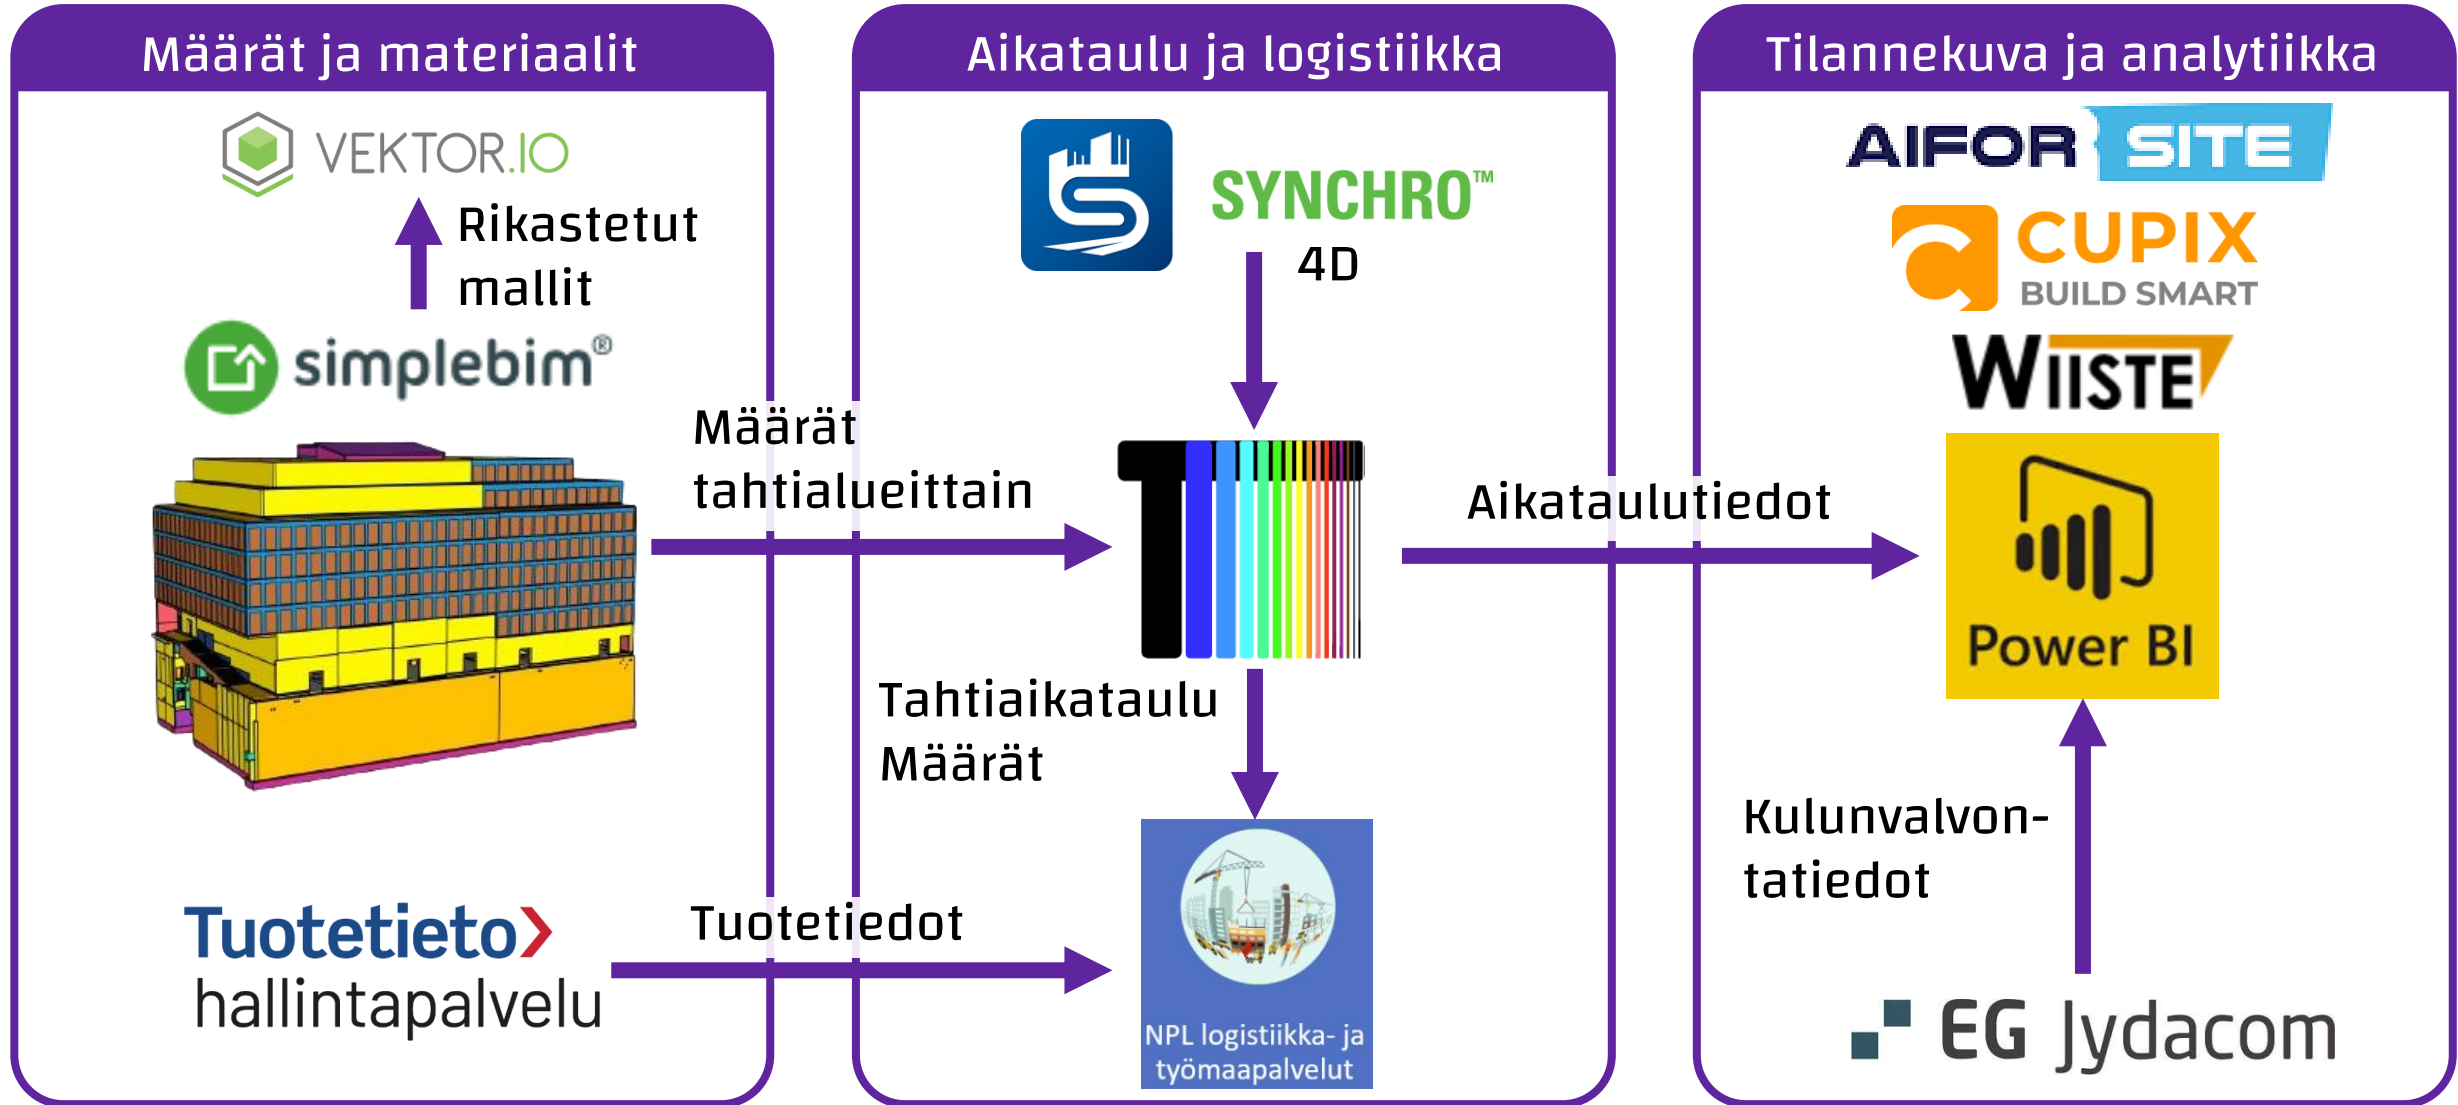 Määrät ja materiaalit
VEKTOR.IO
Rikastetut
mallit
simplebim®
Määrät
tahtialueittain
Tuotetieto
hallintapalvelu
Tuotetiedot
Aikataulu ja logistiikka
SYNCHRO™
4D
Tahtiaikataulu
Määrät
NPL logistiikka- ja
työmaapalvelut
Aikataulutiedot
Tilannekuva ja analytiikka
AIFOR SITE
CUPIX
BUILD SMART
WIISTE
Power BI
Kulunvalvon-
tatiedot
EG Jydacom